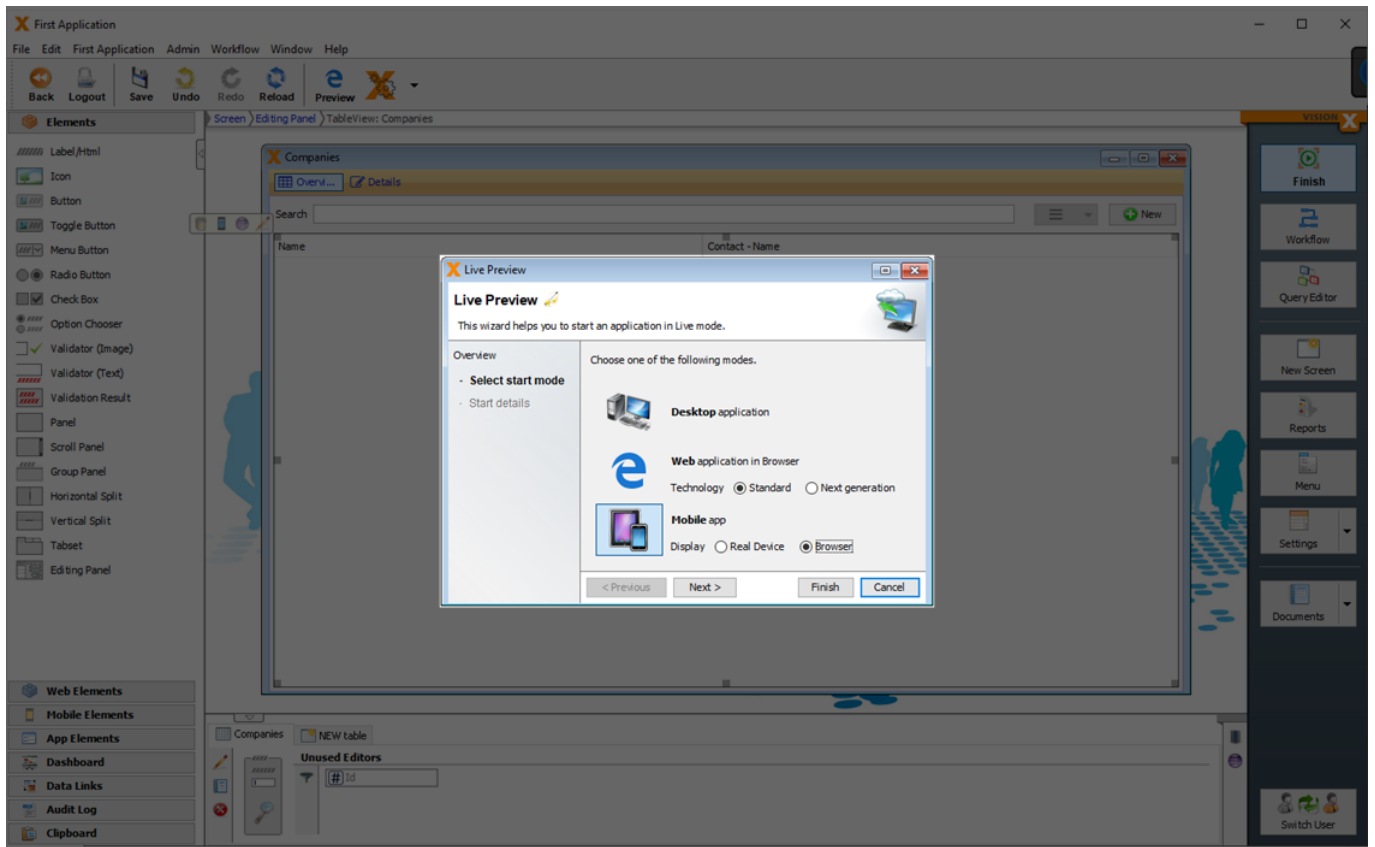 First Application
File Edit First Application Admin Workflow Window Help
Back Logout Save Undo Redo Reload Preview
Elements
Screen Editing Panel TableView: Companies
VISION X
Label/Html
Icon
Button
Toggle Button
Menu Button
Radio Button
Check Box
Option Chooser
Validator (Image)
Validator (Text)
Validation Result
Panel
Scroll Panel
Group Panel
Horizontal Split
Vertical Split
Tabset
Editing Panel
Web Elements
Mobile Elements
App Elements
Dashboard
Data Links
Audit Log
Clipboard
Companies
Overvi... Details
Search New
Name Contact - Name
Live Preview
Live Preview
This wizard helps you to start an application in Live mode.
Overview
· Select start mode
· Start details
Choose one of the following modes.
Desktop application
Web application in Browser
Technology Standard Next generation
Mobile app
Display Real Device Browser
< Previous Next > Finish Cancel
Companies NEW table
Unused Editors
# Id
Finish
Workflow
Query Editor
New Screen
Reports
Menu
Settings
Documents
Switch User